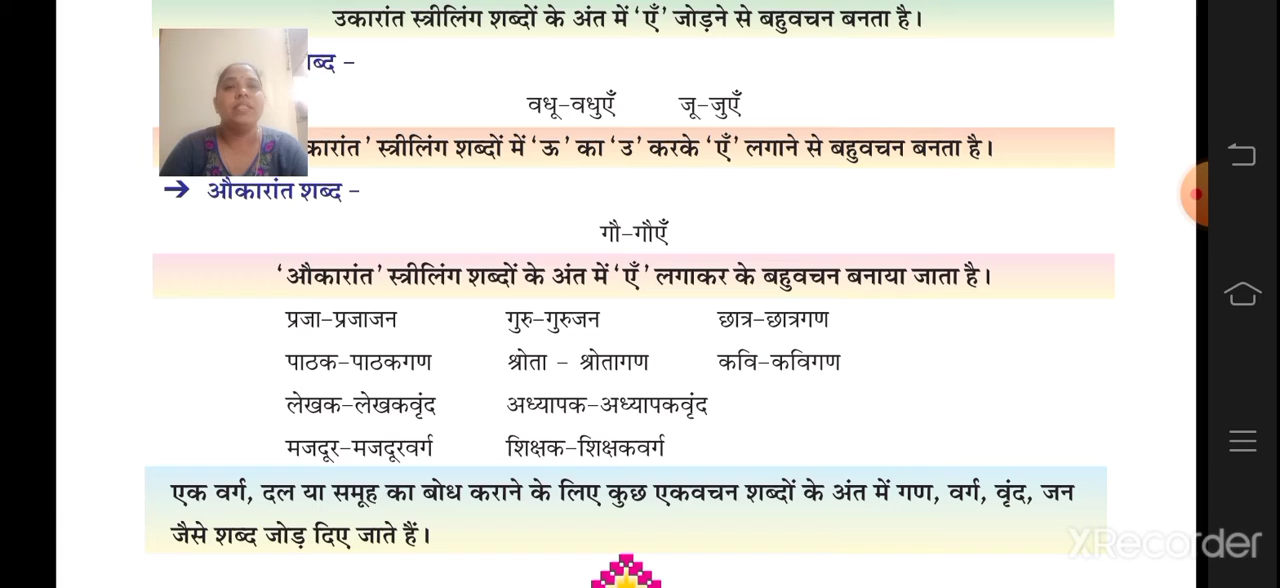 उकारांत स्त्रीलिंग शब्दों के अंत में ‘एँ’ जोड़ने से बहुवचन बनता है।
शब्द –
वधू–वधुएँ जू–जुएँ
कारांत’ स्त्रीलिंग शब्दों में ‘ऊ’ का ‘उ’ करके ‘एँ’ लगाने से बहुवचन बनता है।
➔ औकारांत शब्द –
गौ–गौएँ
‘औकारांत’ स्त्रीलिंग शब्दों के अंत में ‘एँ’ लगाकर के बहुवचन बनाया जाता है।
प्रजा–प्रजाजन गुरु–गुरुजन छात्र–छात्रगण
पाठक–पाठकगण श्रोता – श्रोतागण कवि–कविगण
लेखक–लेखकवृंद अध्यापक–अध्यापकवृंद
मजदूर–मजदूरवर्ग शिक्षक–शिक्षकवर्ग
एक वर्ग, दल या समूह का बोध कराने के लिए कुछ एकवचन शब्दों के अंत में गण, वर्ग, वृंद, जन
जैसे शब्द जोड़ दिए जाते हैं।
XRecorder